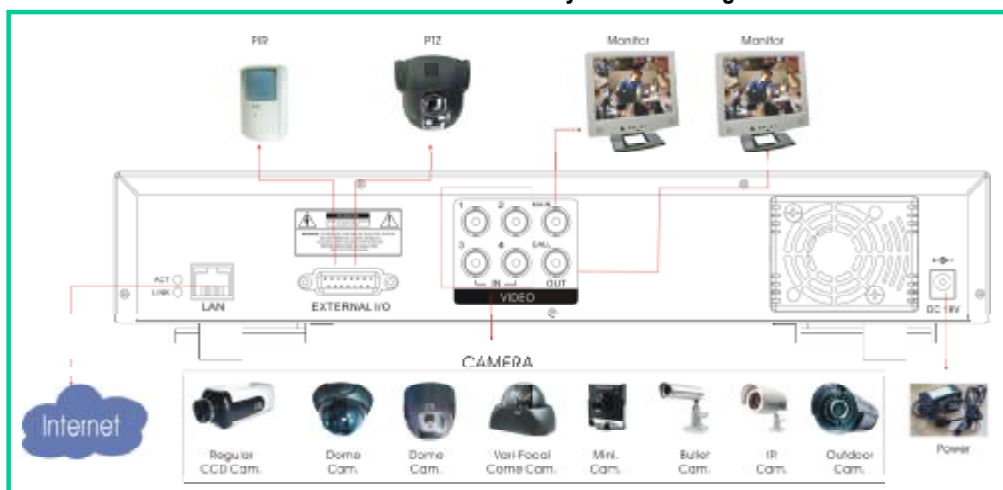 PIR
PTZ
Monitor
Monitor
1
2
MAIN
3
4
CALL
IN
OUT
VIDEO
ACT
LINK
LAN
EXTERNAL I/O
DC 19V
CAMERA
Internet
Regular
CCD Cam.
Dome
Cam.
Dome
Cam.
Vari-Focal
Come Cam.
Mini.
Cam.
Bullet
Cam.
IR
Cam.
Outdoor
Cam.
Power